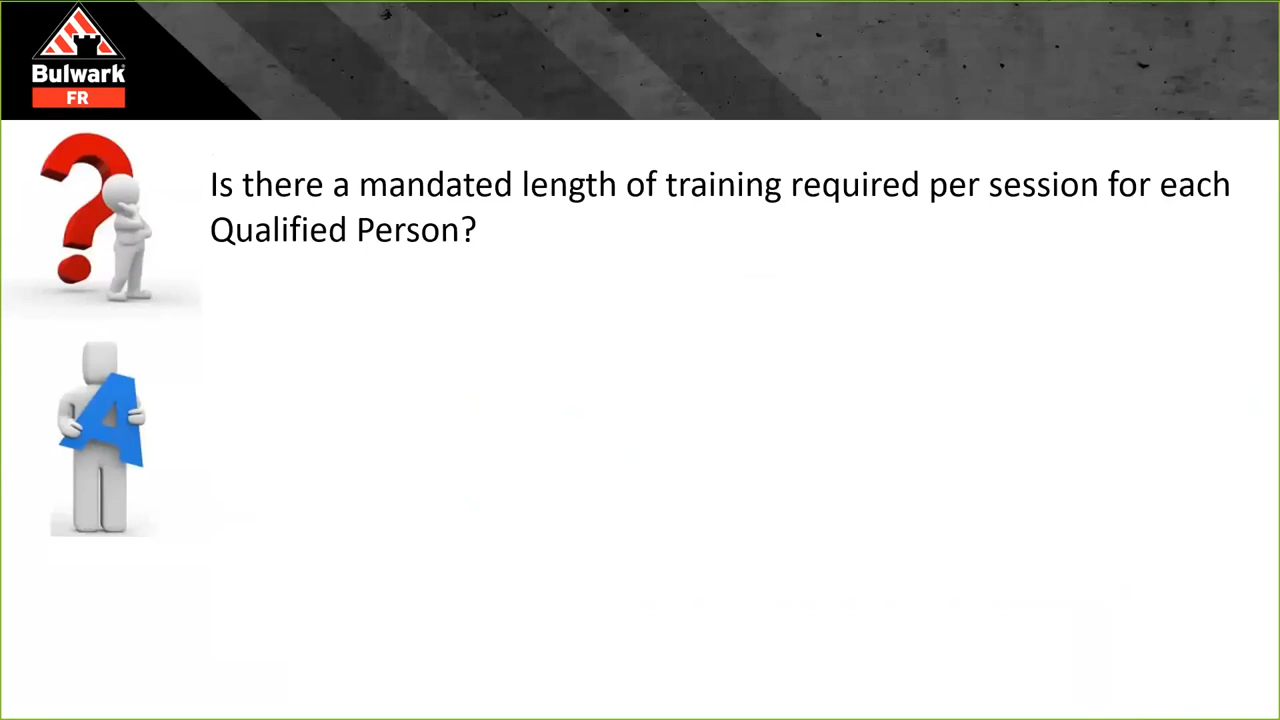 Bulwark
FR
Is there a mandated length of training required per session for each
Qualified Person?
A